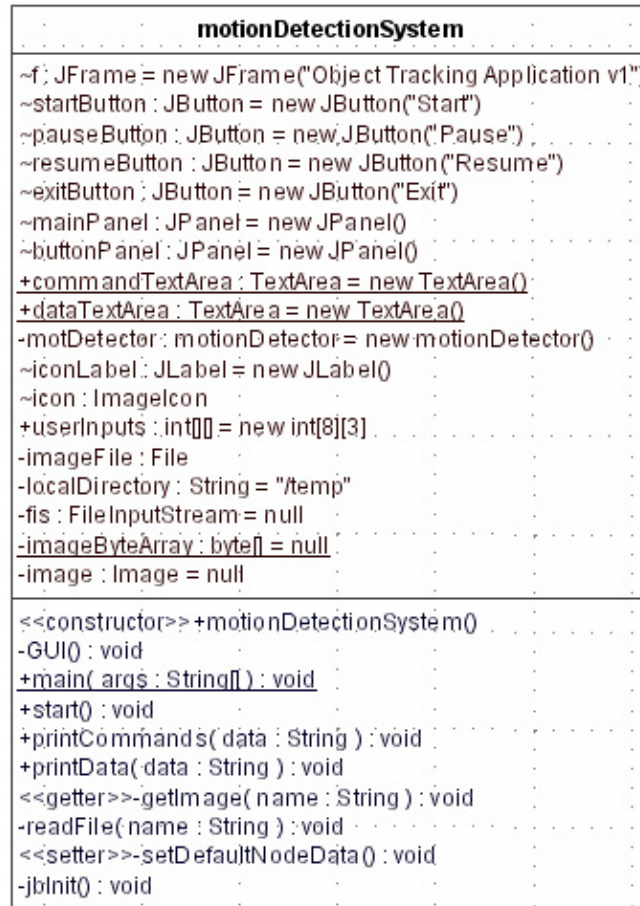 motionDetectionSystem
~f : JFrame = new JFrame("Object Tracking Application v1")
~startButton : JButton = new JButton("Start")
~pauseButton : JButton = new JButton("Pause")
~resumeButton : JButton = new JButton("Resume")
~exitButton : JButton = new JButton("Exit")
~mainPanel : JPanel = new JPanel()
~buttonPanel : JPanel = new JPanel()
+commandTextArea : TextArea = new TextArea()
+dataTextArea : TextArea = new TextArea()
-motDetector : motionDetector = new motionDetector()
~iconLabel : JLabel = new JLabel()
~icon : ImageIcon
+userInputs : int[][] = new int[8][3]
-imageFile : File
-localDirectory : String = "/temp"
-fis : FileInputStream = null
-imageByteArray : byte[] = null
-image : Image = null
<<constructor>>+motionDetectionSystem()
-GUI() : void
+main( args : String[] ) : void
+start() : void
+printCommands( data : String ) : void
+printData( data : String ) : void
<<getter>>-getImage( name : String ) : void
-readFile( name : String ) : void
<<setter>>-setDefaultNodeData() : void
-jbInit() : void